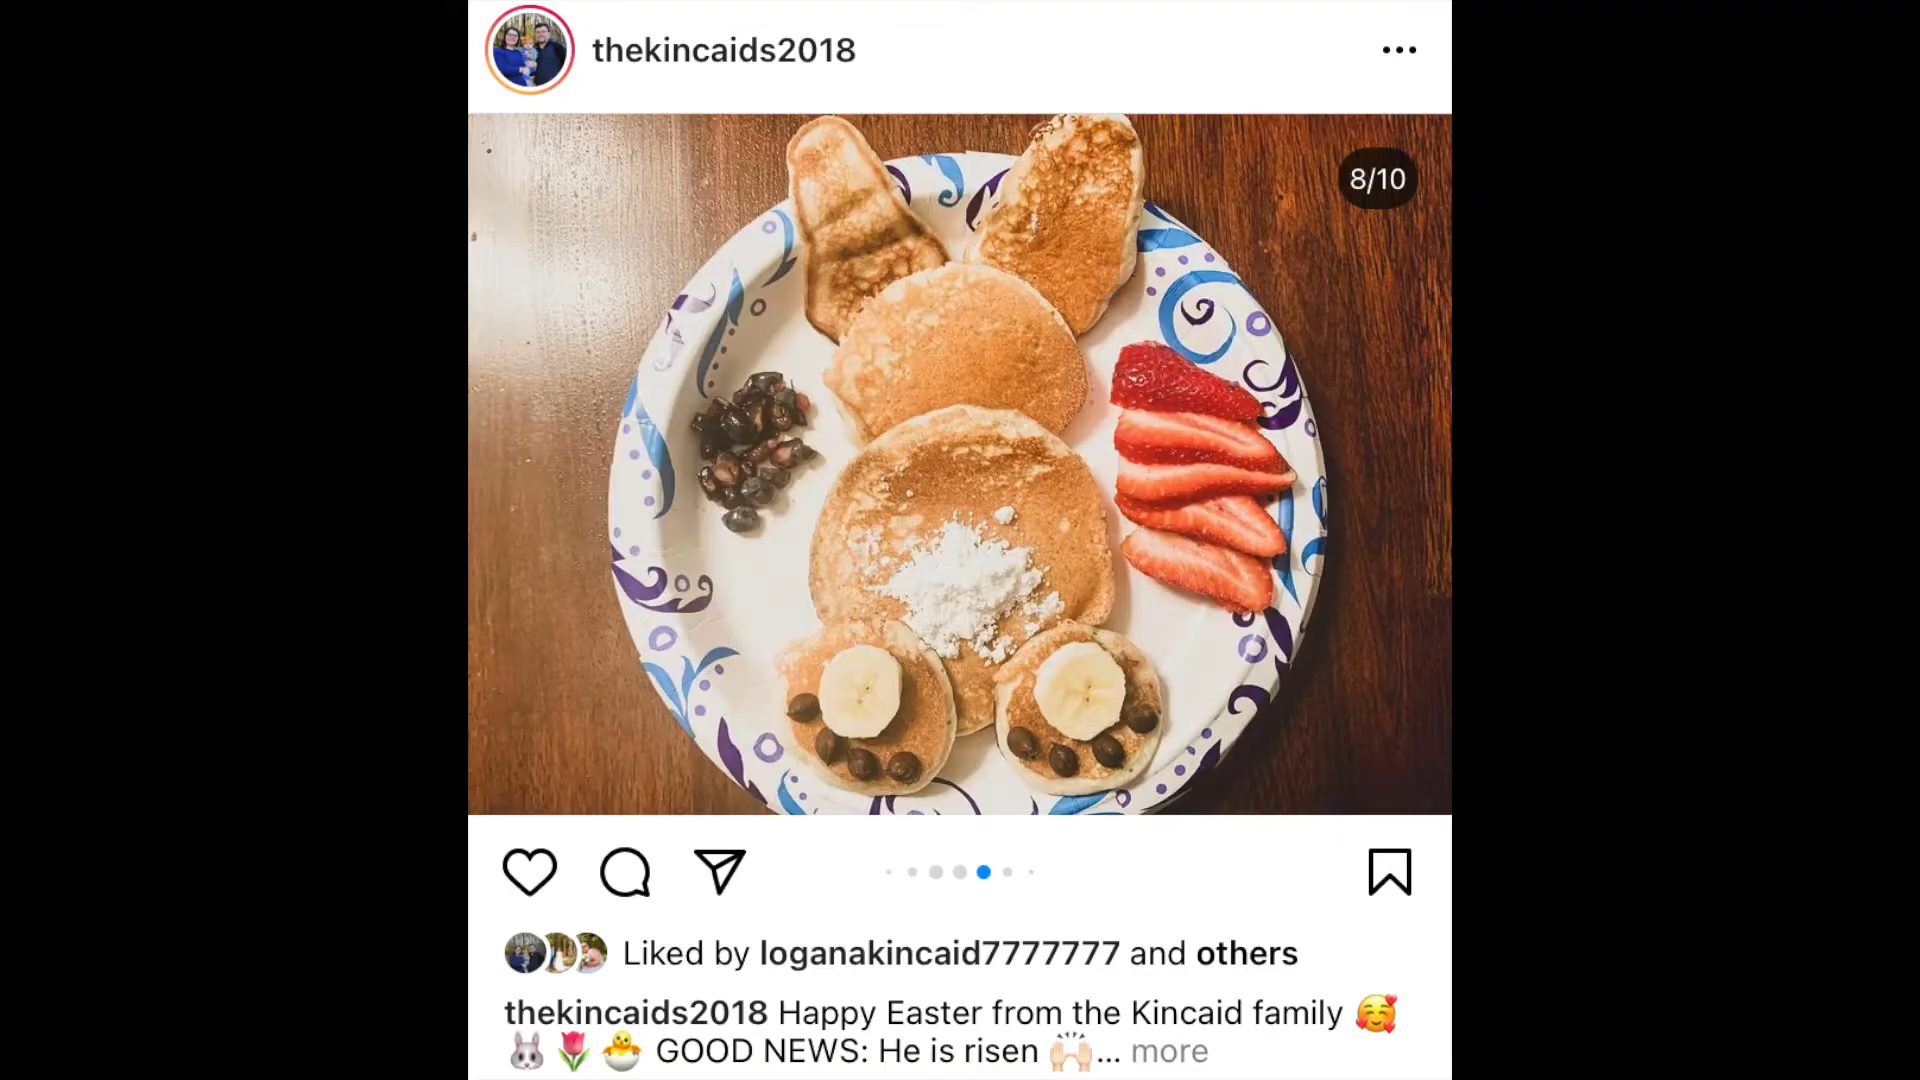 thekincaids2018
8/10
Liked by loganakincaid7777777 and others
thekincaids2018 Happy Easter from the Kincaid family 🥰
🐰🌷🐣 GOOD NEWS: He is risen 🙌🏻... more